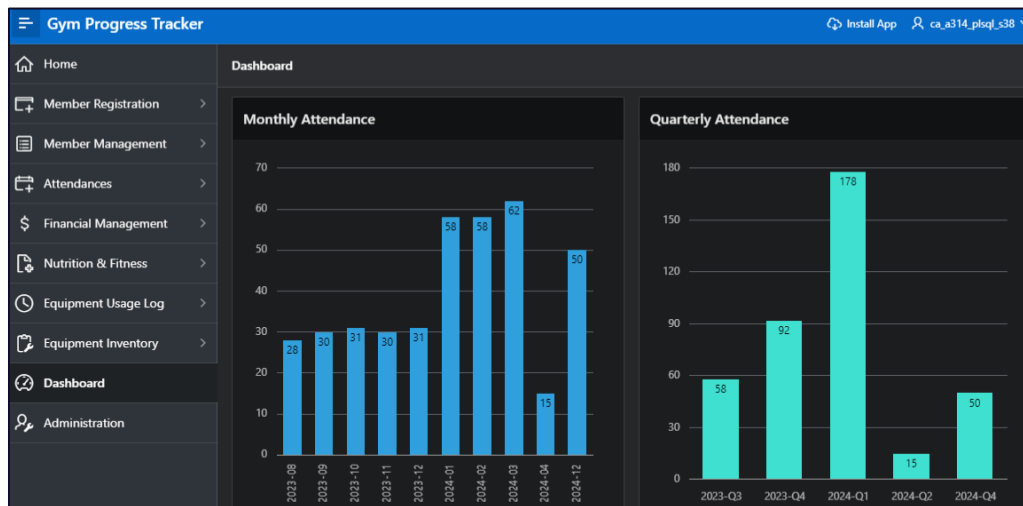 Gym Progress Tracker
Install App
ca_a314_plsql_s38
Home
Member Registration
Member Management
Attendances
$ Financial Management
Nutrition & Fitness
Equipment Usage Log
Equipment Inventory
Dashboard
Administration
Dashboard
Monthly Attendance
70
60
50
40
30
20
10
0
28
30
31
30
31
58
58
62
15
50
2023-08
2023-09
2023-10
2023-11
2023-12
2024-01
2024-02
2024-03
2024-04
2024-12
Quarterly Attendance
180
150
120
90
60
30
0
58
92
178
15
50
2023-Q3
2023-Q4
2024-Q1
2024-Q2
2024-Q4